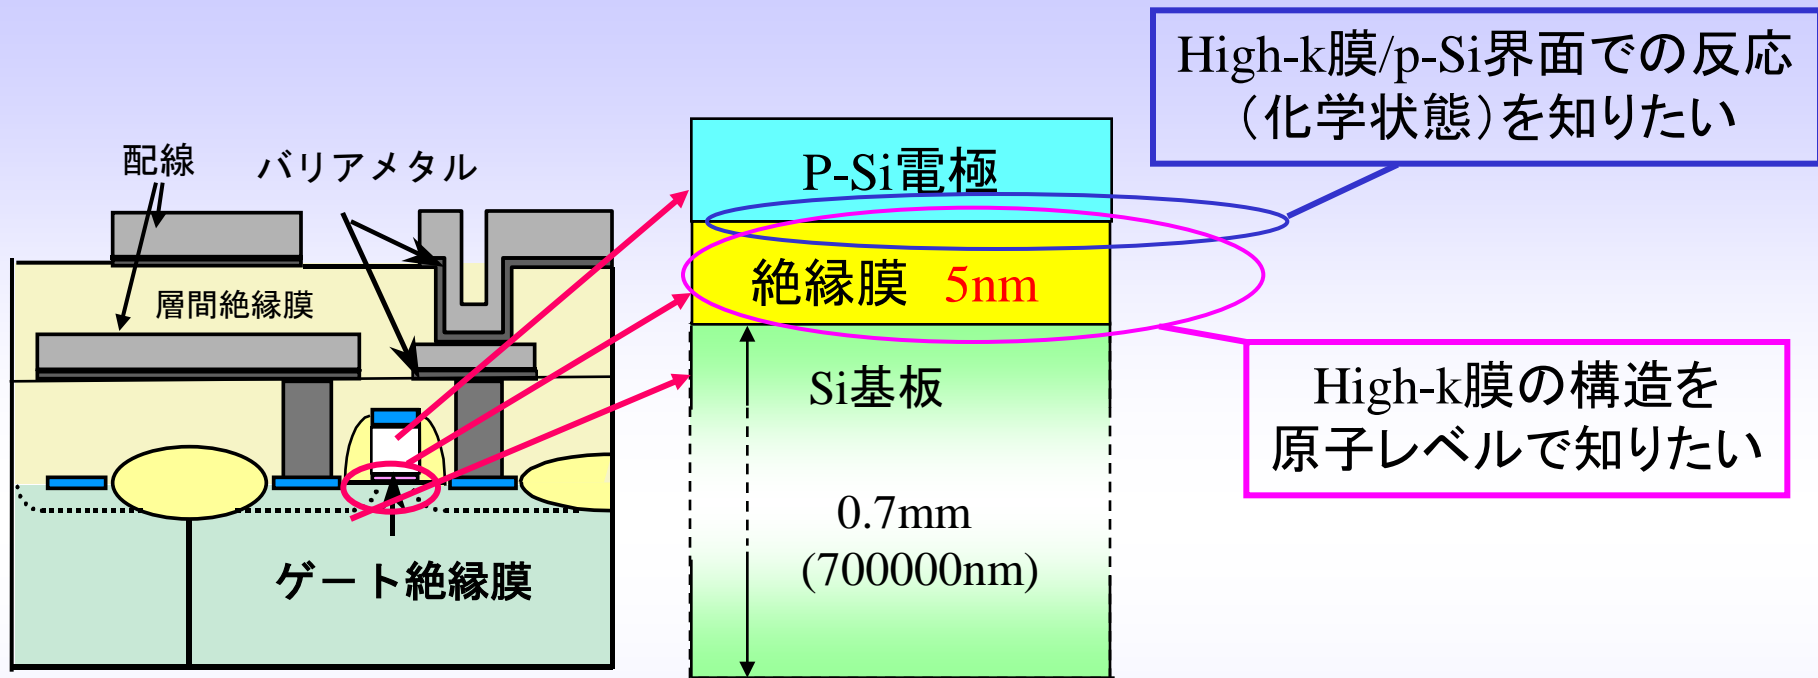 High-k膜/p-Si界面での反応
（化学状態）を知りたい
配線
バリアメタル
P-Si電極
層間絶縁膜
絶縁膜 5nm
Si基板
High-k膜の構造を
原子レベルで知りたい
0.7mm
(700000nm)
ゲート絶縁膜